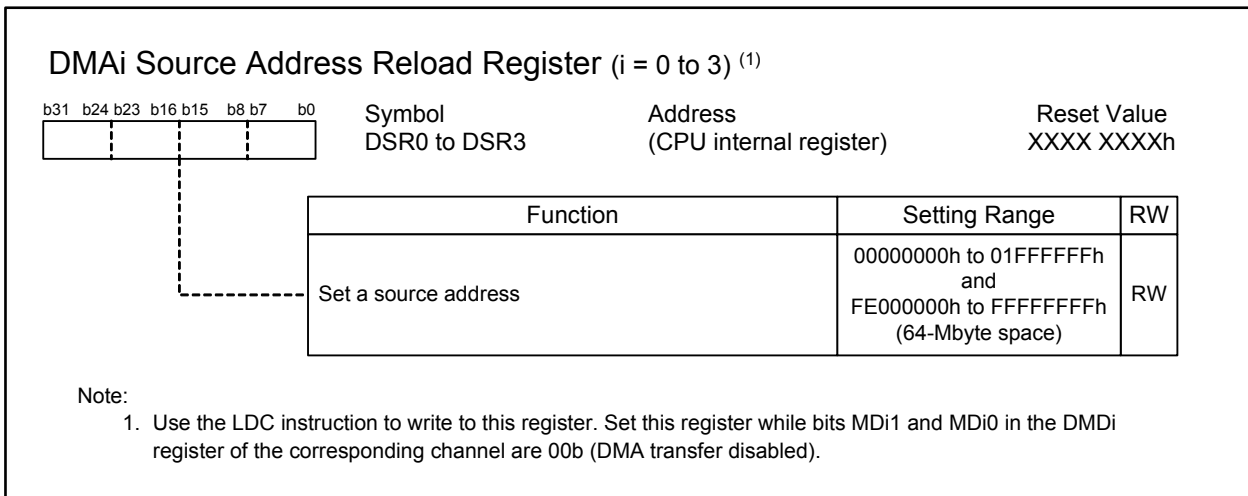 DMAi Source Address Reload Register (i = 0 to 3) (1)
b31 b24 b23 b16 b15 b8 b7 b0
Symbol Address Reset Value
DSR0 to DSR3 (CPU internal register) XXXX XXXXh
Function Setting Range RW
Set a source address
00000000h to 01FFFFFFh
and
FE000000h to FFFFFFFFh
(64-Mbyte space)
RW
Note:
1. Use the LDC instruction to write to this register. Set this register while bits MDi1 and MDi0 in the DMDi
register of the corresponding channel are 00b (DMA transfer disabled).